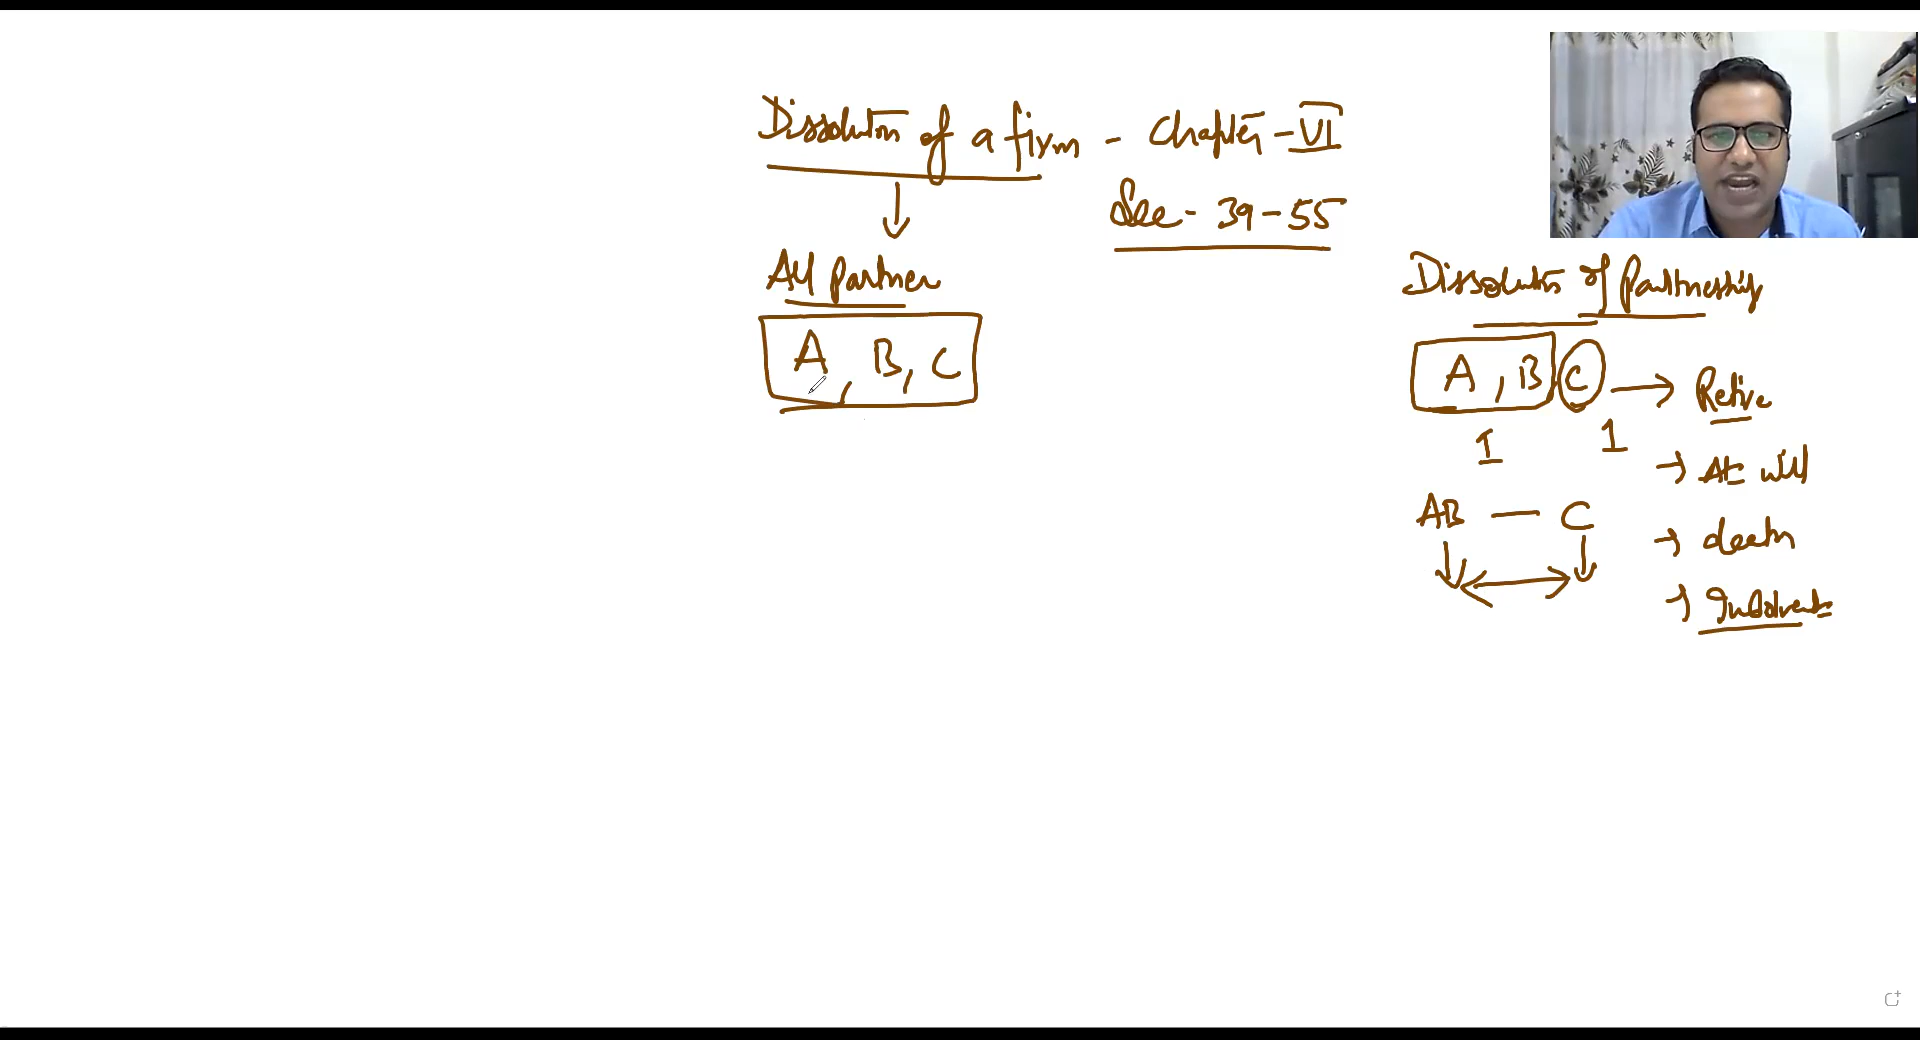 Dissolution of a firm - Chapter - VI
Sec - 39 - 55
All partner
A, B, C
Dissolution of Partnership
A, B, C → Retire
1 1
→ At will
AB — C
→ death
→ Insolvent